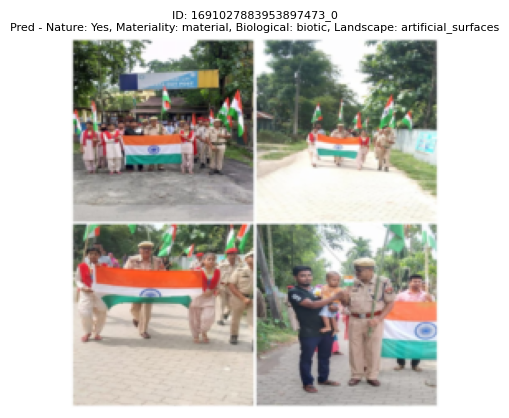 ID: 1691027883953897473_0
Pred - Nature: Yes, Materiality: material, Biological: biotic, Landscape: artificial_surfaces